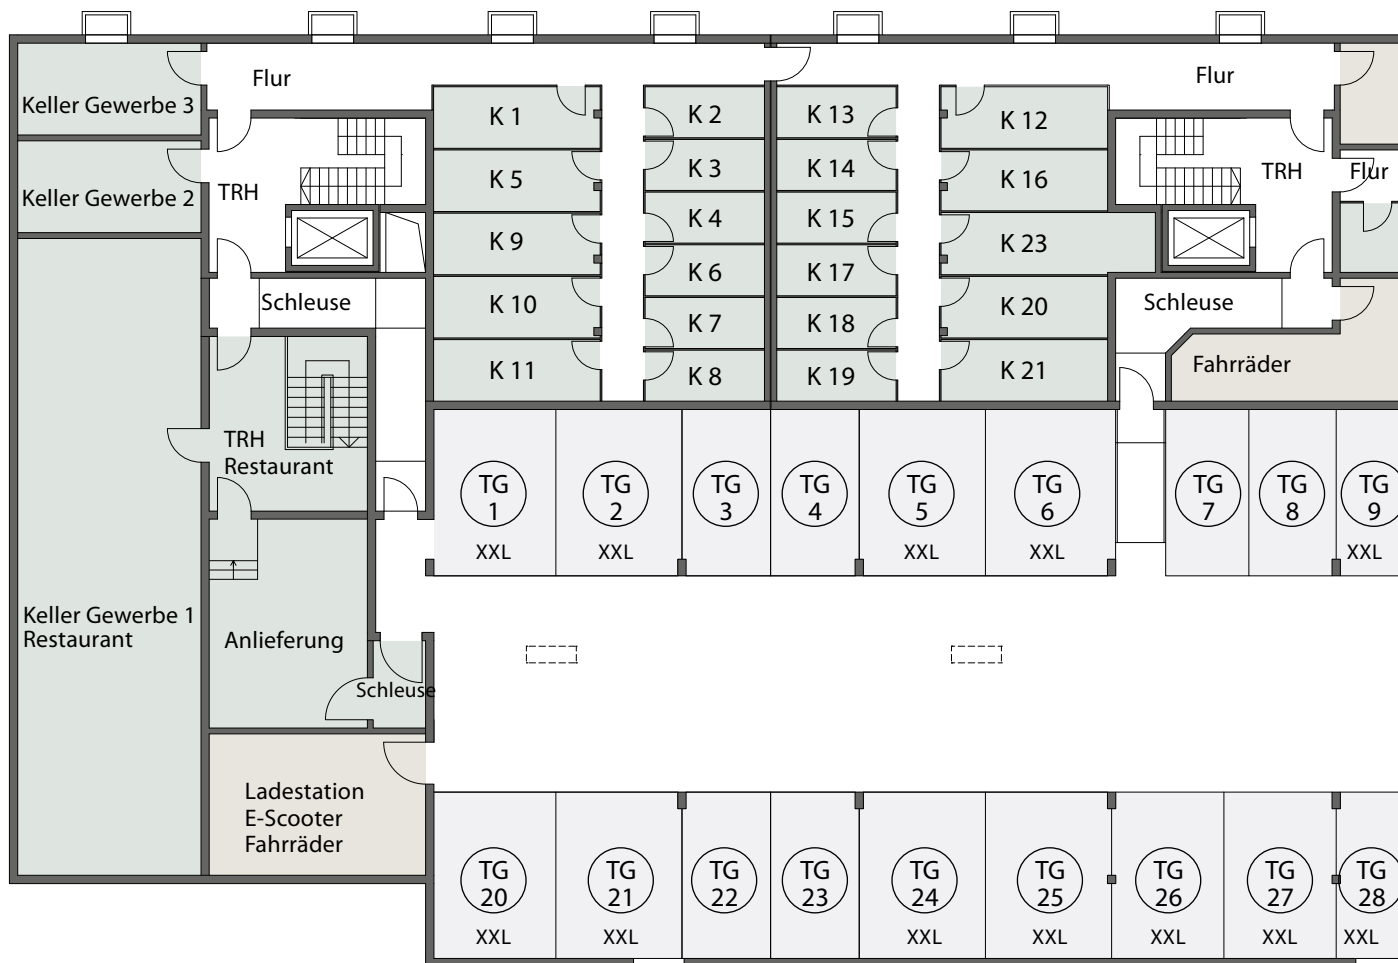 Flur
Flur
Keller Gewerbe 3
K 1
K 2
K 13
K 12
Keller Gewerbe 2
TRH
K 5
K 3
K 14
K 16
TRH
Flur
K 4
K 15
K 9
K 23
K 6
K 17
Schleuse
K 10
K 7
K 18
K 20
Schleuse
K 11
K 8
K 19
K 21
Fahrräder
TRH
Restaurant
TG
1
XXL
TG
2
XXL
TG
3
TG
4
TG
5
XXL
TG
6
XXL
TG
7
TG
8
TG
9
XXL
Keller Gewerbe 1
Restaurant
Anlieferung
Schleuse
Ladestation
E-Scooter
Fahrräder
TG
20
XXL
TG
21
XXL
TG
22
TG
23
TG
24
XXL
TG
25
XXL
TG
26
XXL
TG
27
XXL
TG
28
XXL